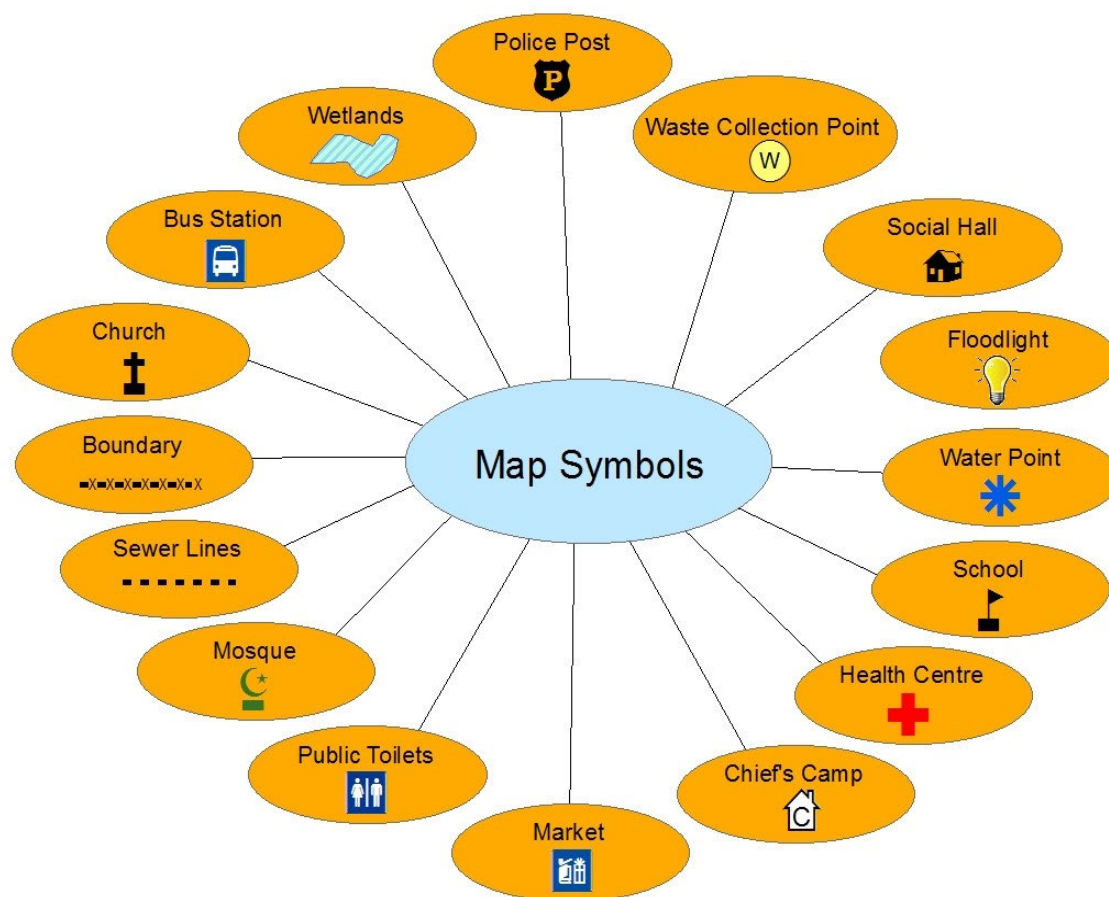 Police Post
P
Wetlands
Waste Collection Point
W
Bus Station
Social Hall
Church
Floodlight
Boundary
x x x x x x x
Map Symbols
Water Point
Sewer Lines
School
Mosque
Health Centre
Public Toilets
Chief's Camp
C
Market